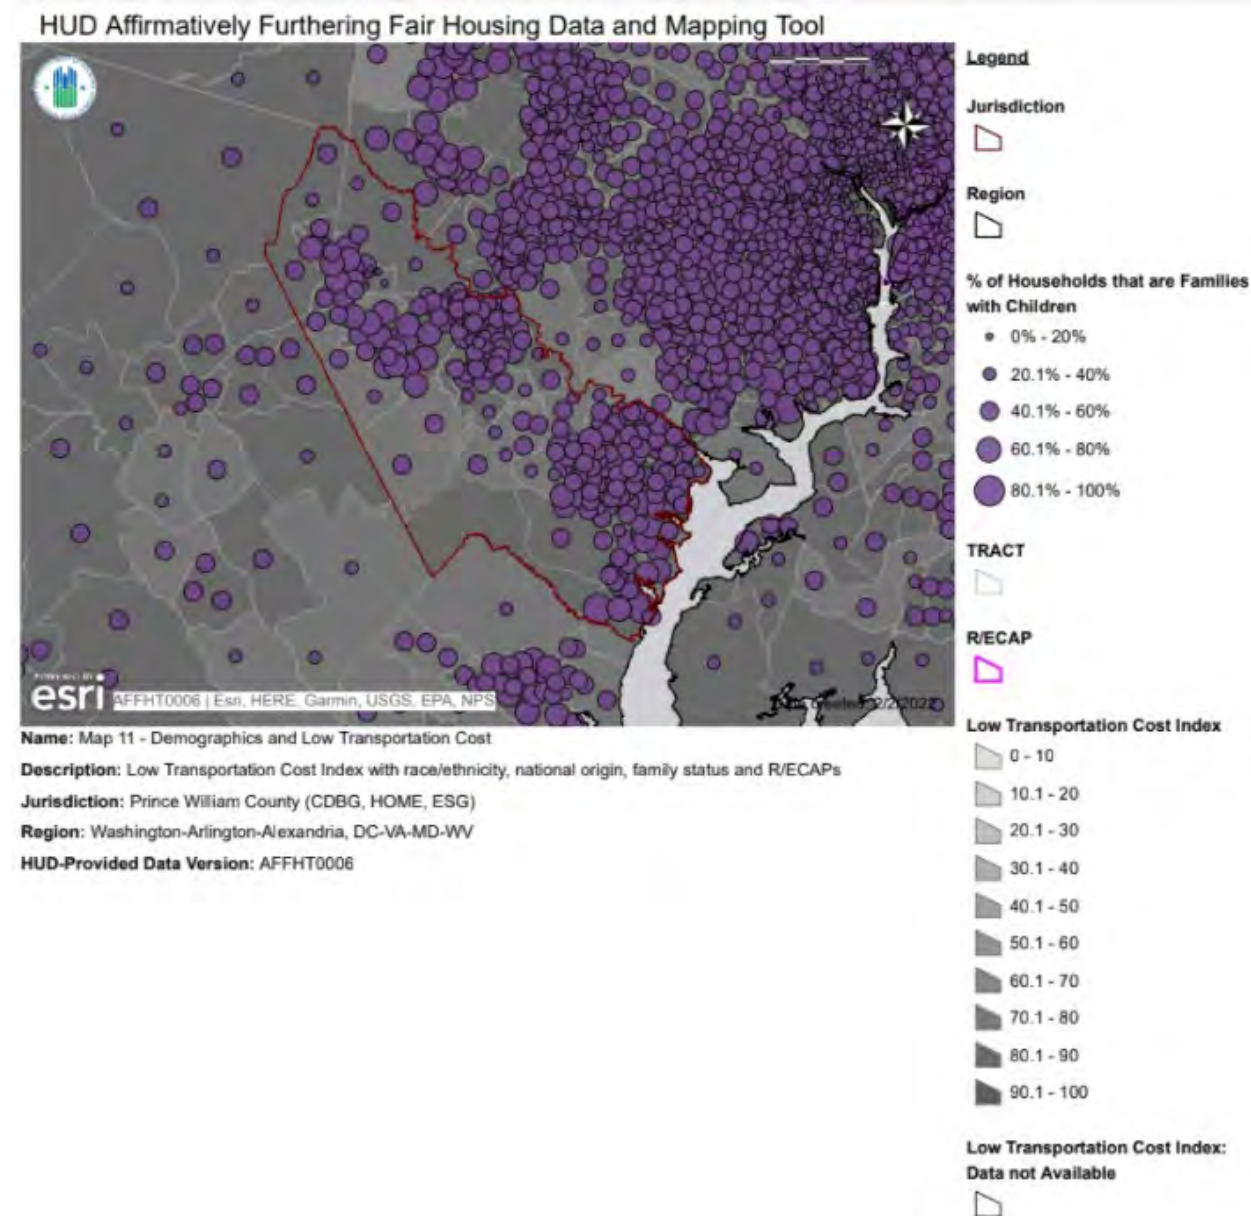 HUD Affirmatively Furthering Fair Housing Data and Mapping Tool
POWERED BY
esri
AFFHT0006 | Esri, HERE, Garmin, USGS, EPA, NPS
Name: Map 11 - Demographics and Low Transportation Cost
Description: Low Transportation Cost Index with race/ethnicity, national origin, family status and R/ECAPs
Jurisdiction: Prince William County (CDBG, HOME, ESG)
Region: Washington-Arlington-Alexandria, DC-VA-MD-WV
HUD-Provided Data Version: AFFHT0006
Legend
Jurisdiction
Region
% of Households that are Families
with Children
0% - 20%
20.1% - 40%
40.1% - 60%
60.1% - 80%
80.1% - 100%
TRACT
R/ECAP
Low Transportation Cost Index
0 - 10
10.1 - 20
20.1 - 30
30.1 - 40
40.1 - 50
50.1 - 60
60.1 - 70
70.1 - 80
80.1 - 90
90.1 - 100
Low Transportation Cost Index:
Data not Available